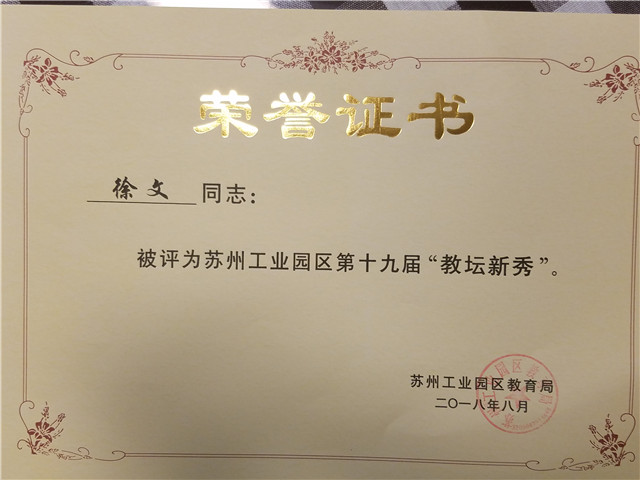 荣誉证书
徐文 同志：
被评为苏州工业园区第十九届“教坛新秀”。
苏州工业园区教育局
二〇一八年八月